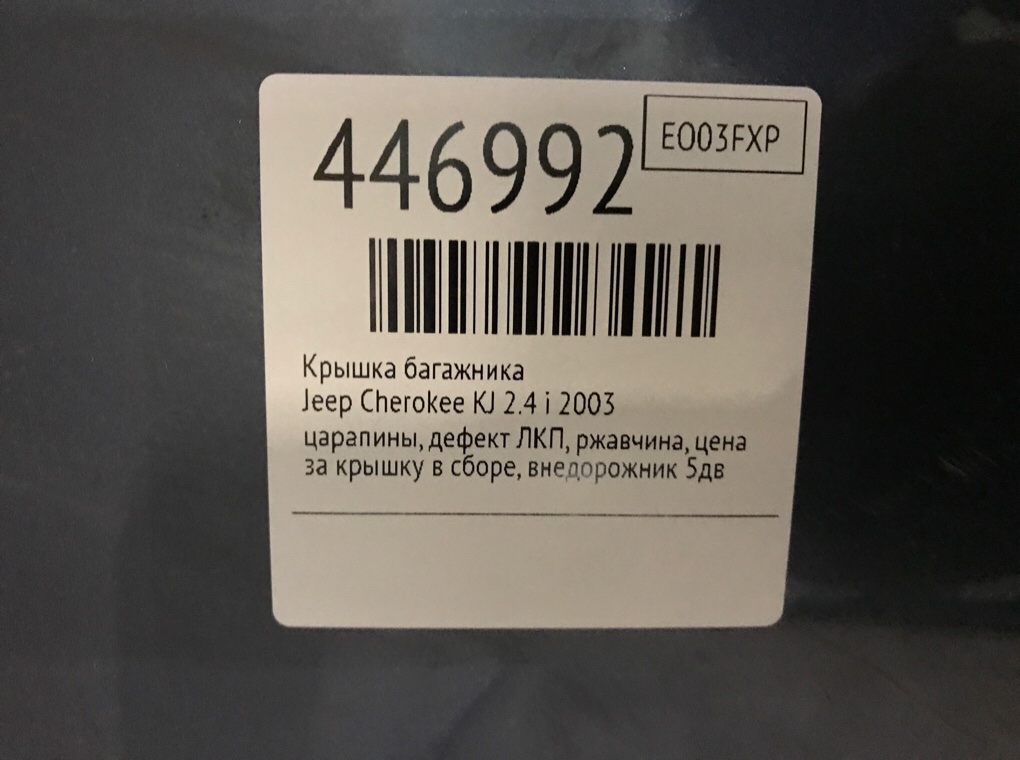 446992
EO03FXP
Крышка багажника
Jeep Cherokee KJ 2.4 i 2003
царапины, дефект ЛКП, ржавчина, цена
за крышку в сборе, внедорожник 5дв